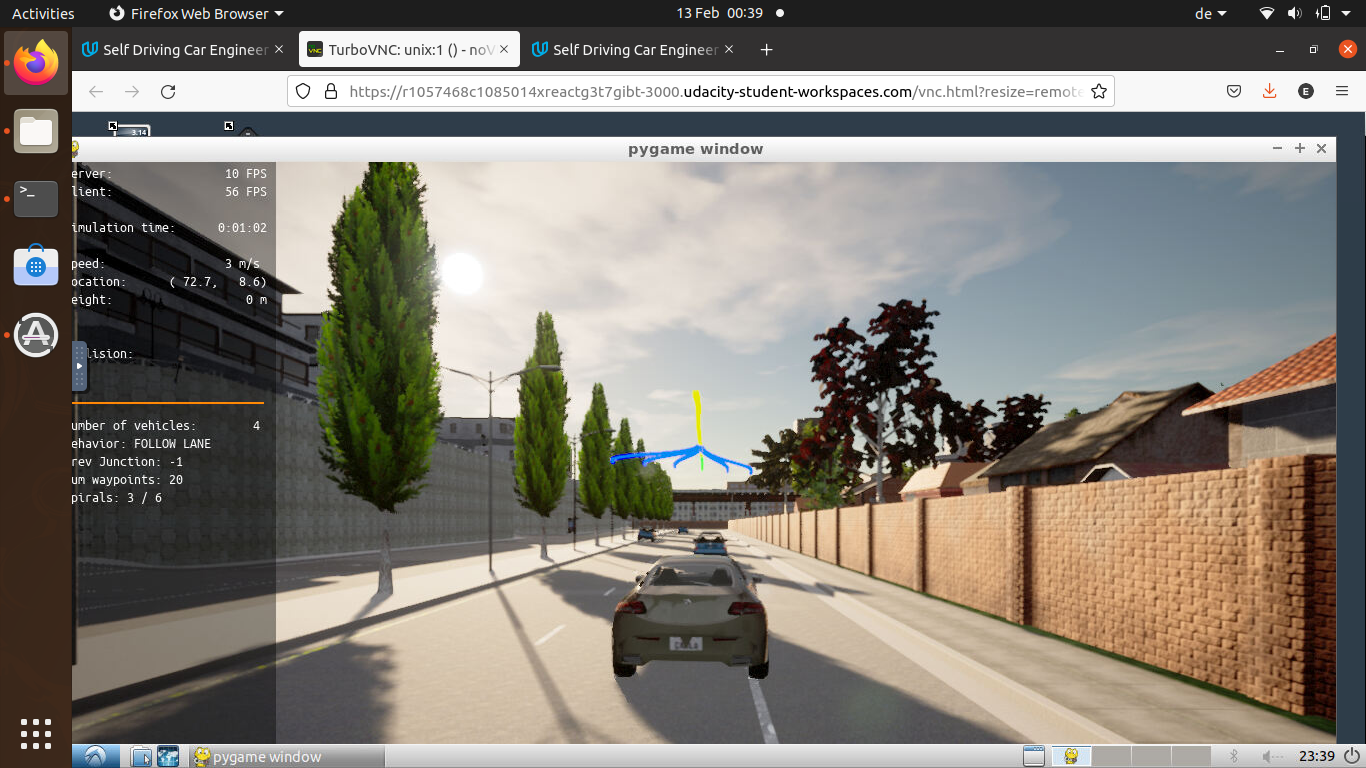 Activities
Firefox Web Browser
13 Feb 00:39
de
Self Driving Car Engineer
TurboVNC: unix:1 () - noV
Self Driving Car Engineer
https://r1057468c1085014xreactg3t7gibt-3000.udacity-student-workspaces.com/vnc.html?resize=remote
E
3.14
pygame window
erver: 10 FPS
lient: 56 FPS
imulation time: 0:01:02
peed: 3 m/s
ocation: ( 72.7, 8.6)
eight: 0 m
lision:
umber of vehicles: 4
ehavior: FOLLOW LANE
rev Junction: -1
um waypoints: 20
pirals: 3 / 6
pygame window
23:39